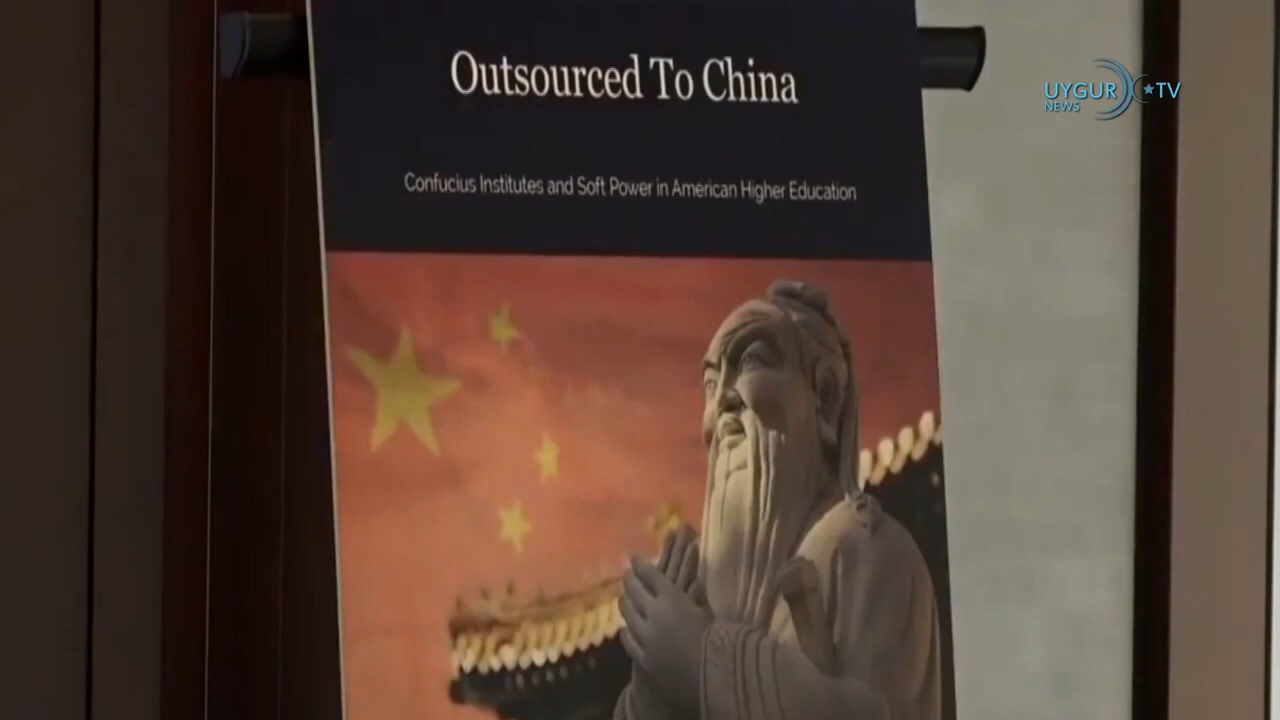 Outsourced To China
Confucius Institutes and Soft Power in American Higher Education
UYGUR TV
NEWS